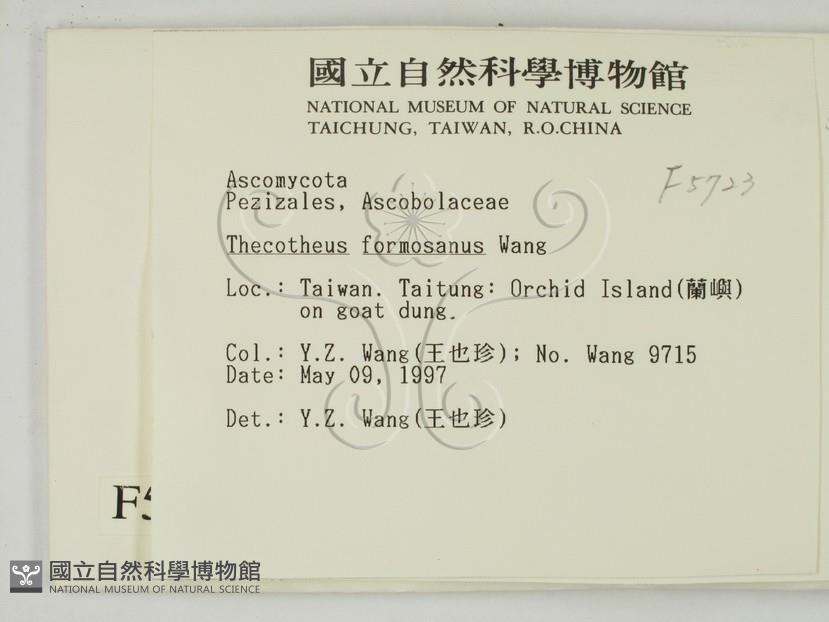 國立自然科學博物館
NATIONAL MUSEUM OF NATURAL SCIENCE
TAICHUNG, TAIWAN, R.O.CHINA
F5723
Ascomycota
Pezizales, Ascobolaceae
Thecotheus formosanus Wang
Loc.: Taiwan. Taitung: Orchid Island(蘭嶼)
on goat dung.
Col.: Y.Z. Wang(王也珍); No. Wang 9715
Date: May 09, 1997
Det.: Y.Z. Wang(王也珍)
F5
國立自然科學博物館
NATIONAL MUSEUM OF NATURAL SCIENCE